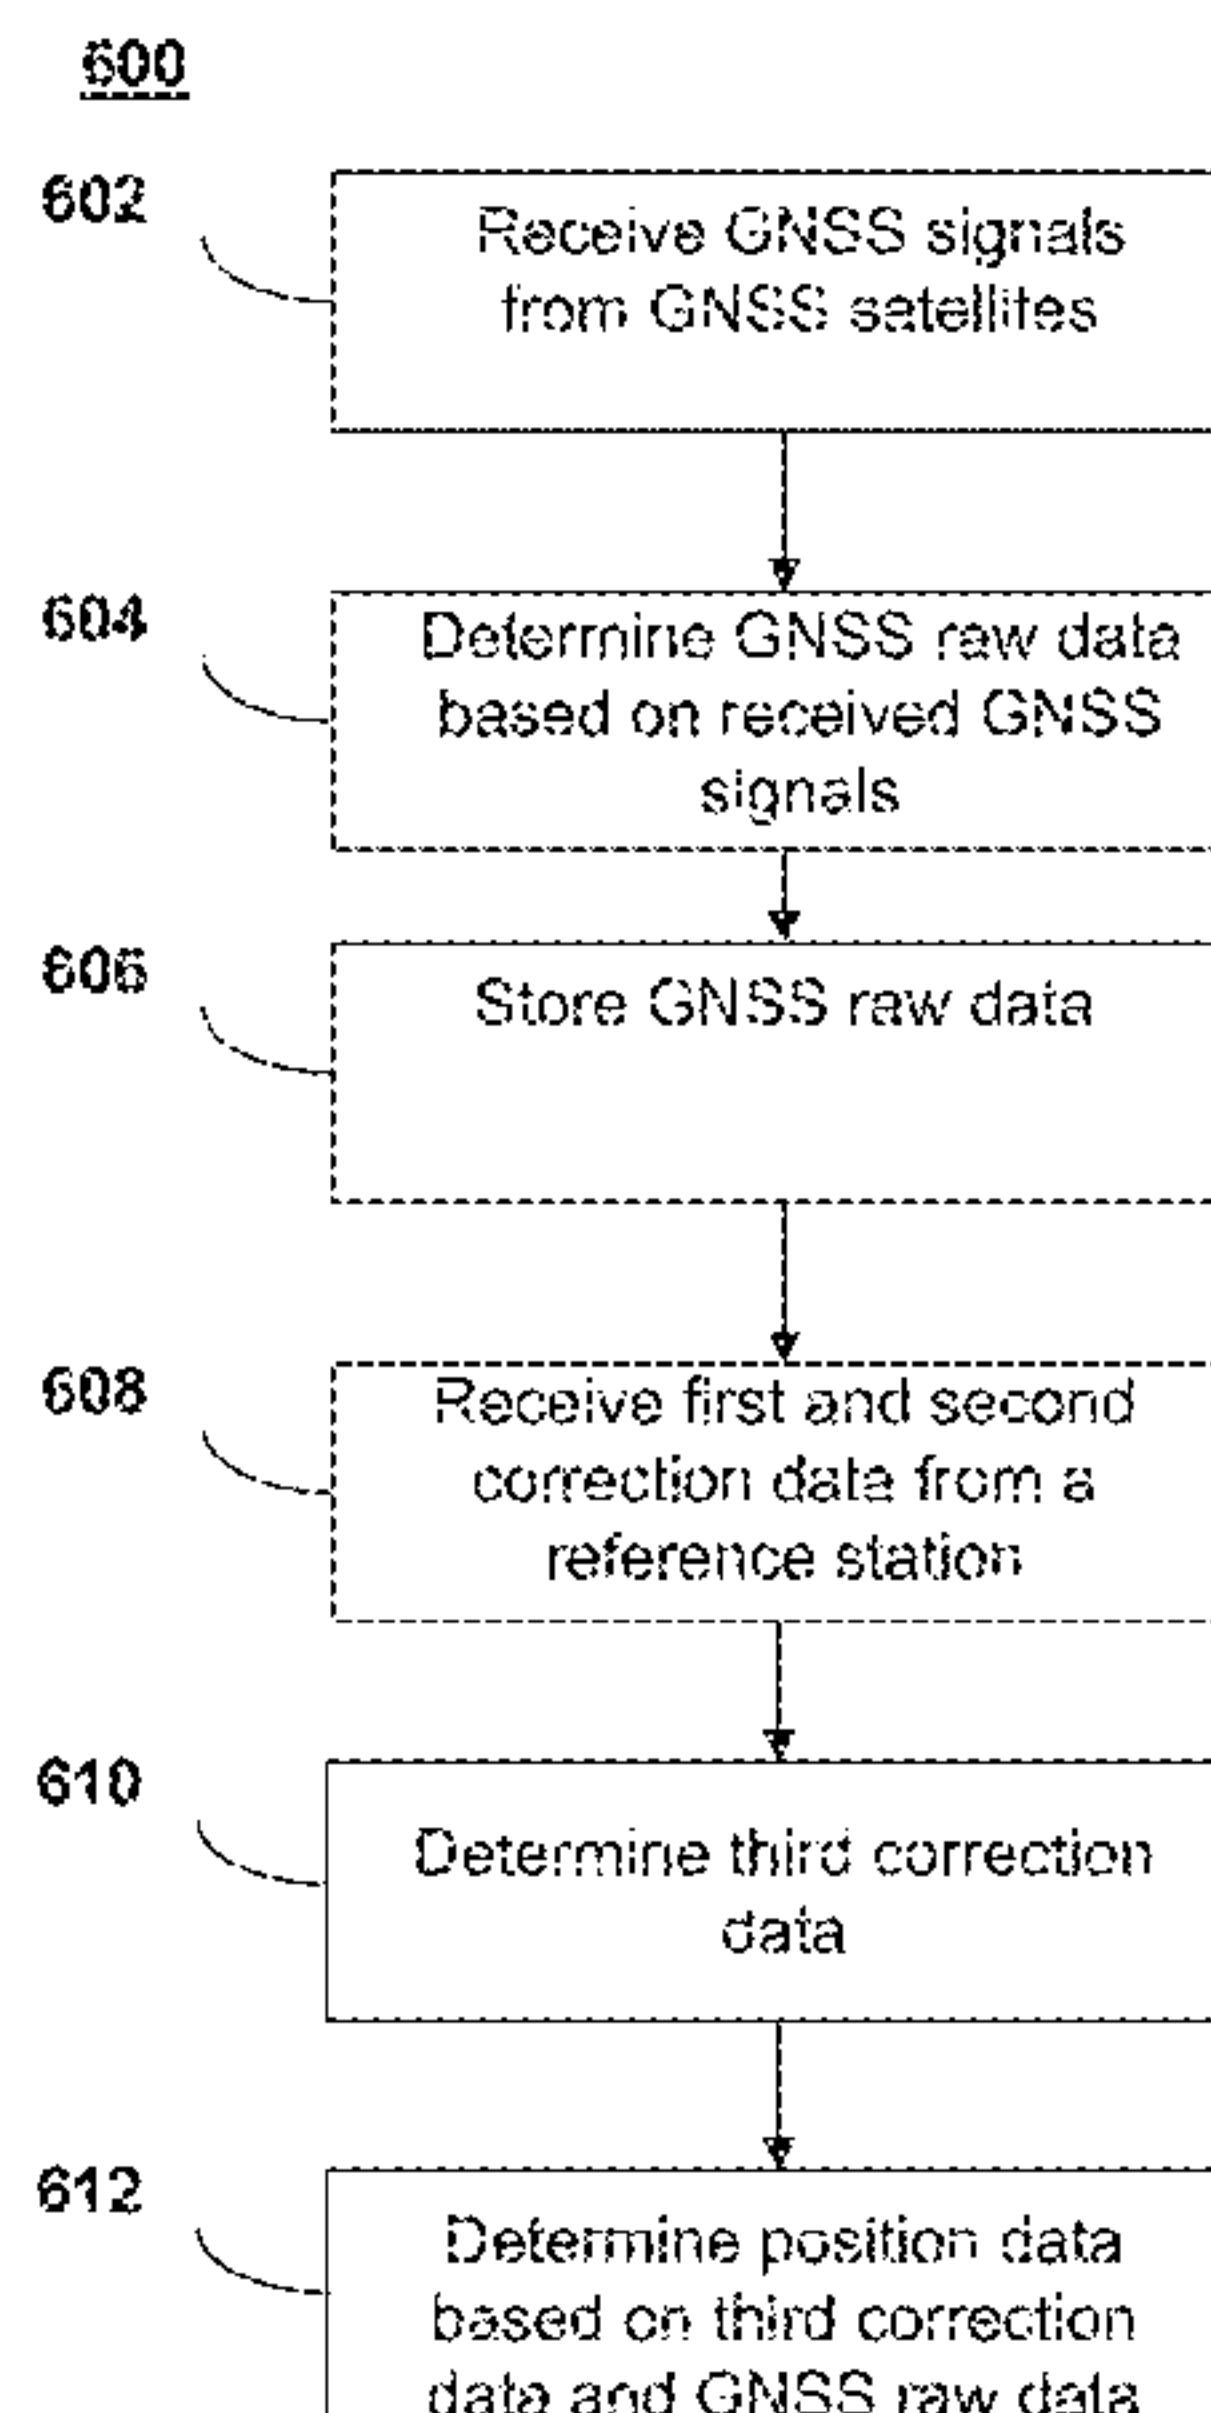 600
602
Receive GNSS signals
from GNSS satellites
604
Determine GNSS raw data
based on received GNSS
signals
606
Store GNSS raw data
608
Receive first and second
correction data from a
reference station
610
Determine third correction
data
612
Determine position data
based on third correction
data and GNSS raw data